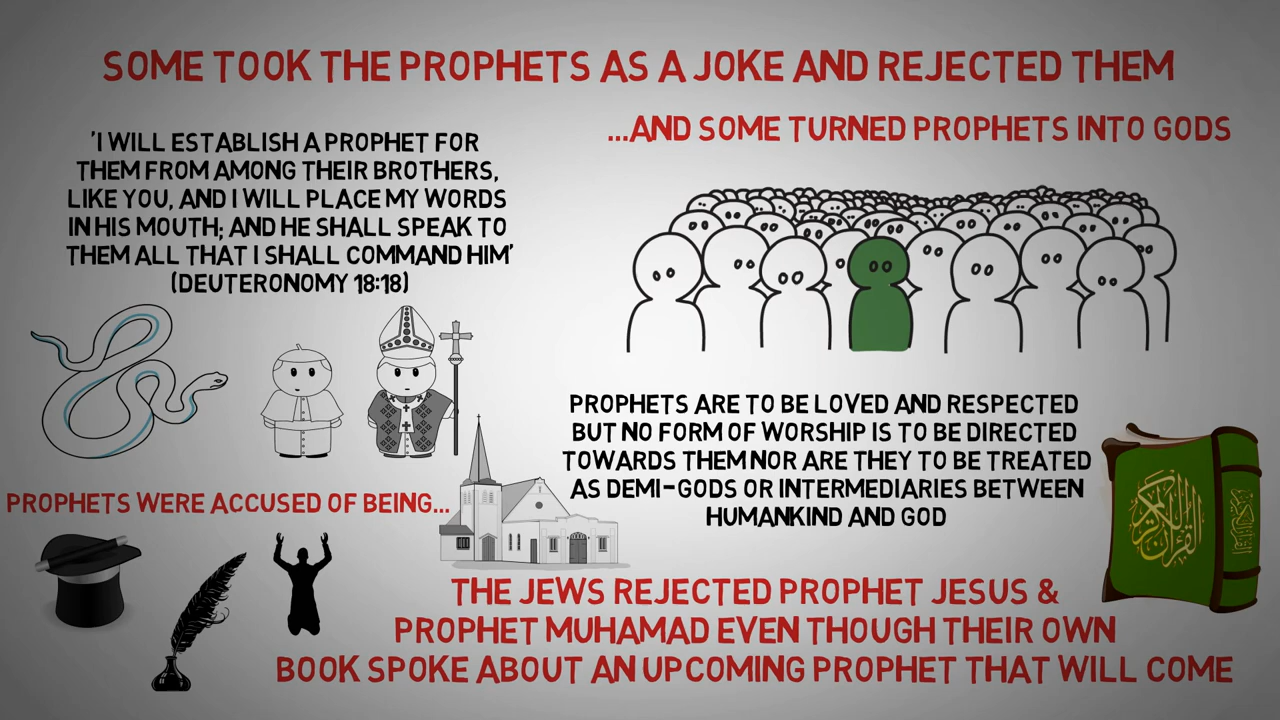 SOME TOOK THE PROPHETS AS A JOKE AND REJECTED THEM
...AND SOME TURNED PROPHETS INTO GODS
'I WILL ESTABLISH A PROPHET FOR
THEM FROM AMONG THEIR BROTHERS,
LIKE YOU, AND I WILL PLACE MY WORDS
IN HIS MOUTH; AND HE SHALL SPEAK TO
THEM ALL THAT I SHALL COMMAND HIM'
(DEUTERONOMY 18:18)
PROPHETS ARE TO BE LOVED AND RESPECTED
BUT NO FORM OF WORSHIP IS TO BE DIRECTED
TOWARDS THEM NOR ARE THEY TO BE TREATED
AS DEMI-GODS OR INTERMEDIARIES BETWEEN
HUMANKIND AND GOD
القرآن الكريم
PROPHETS WERE ACCUSED OF BEING...
THE JEWS REJECTED PROPHET JESUS &
PROPHET MUHAMAD EVEN THOUGH THEIR OWN
BOOK SPOKE ABOUT AN UPCOMING PROPHET THAT WILL COME